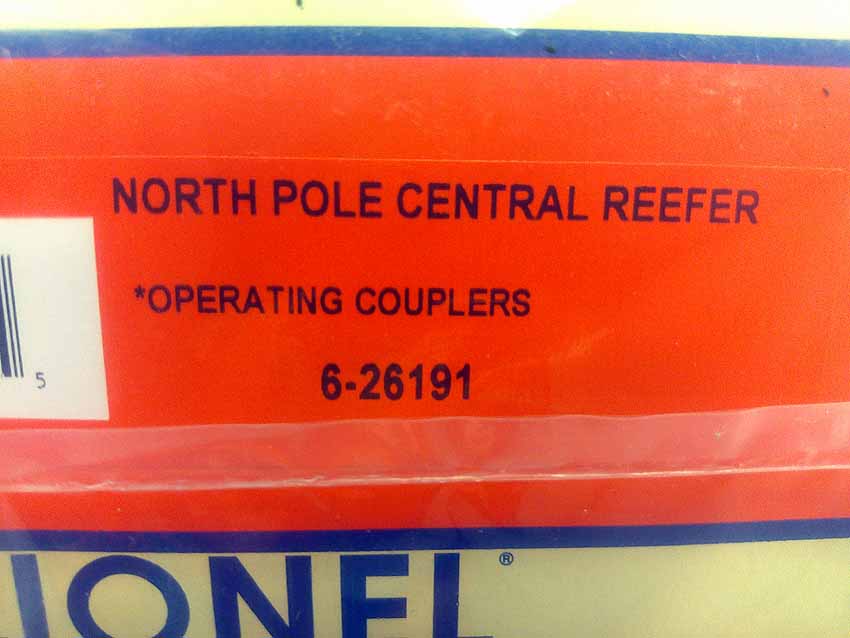 NORTH POLE CENTRAL REEFER
*OPERATING COUPLERS
5
6-26191
IONEL®